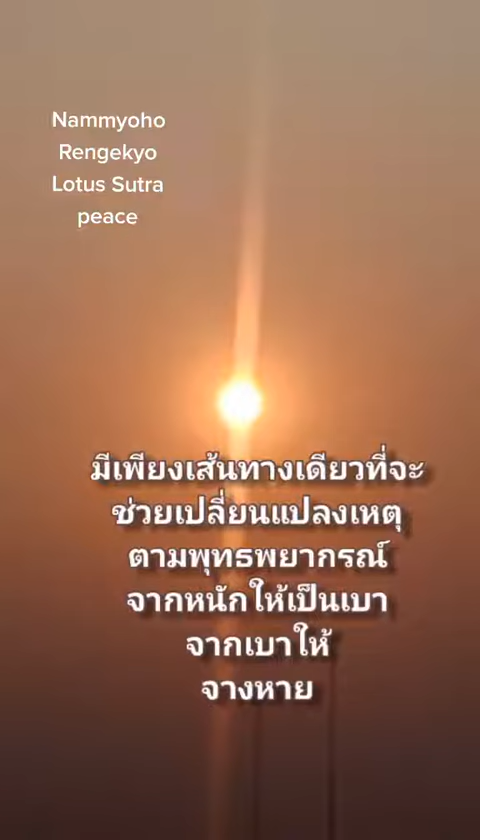 Nammyoho
Rengekyo
Lotus Sutra
peace
มีเพียงเส้นทางเดียวที่จะ
ช่วยเปลี่ยนแปลงเหตุ
ตามพุทธพยากรณ์
จากหนักให้เป็นเบา
จากเบาให้
จางหาย